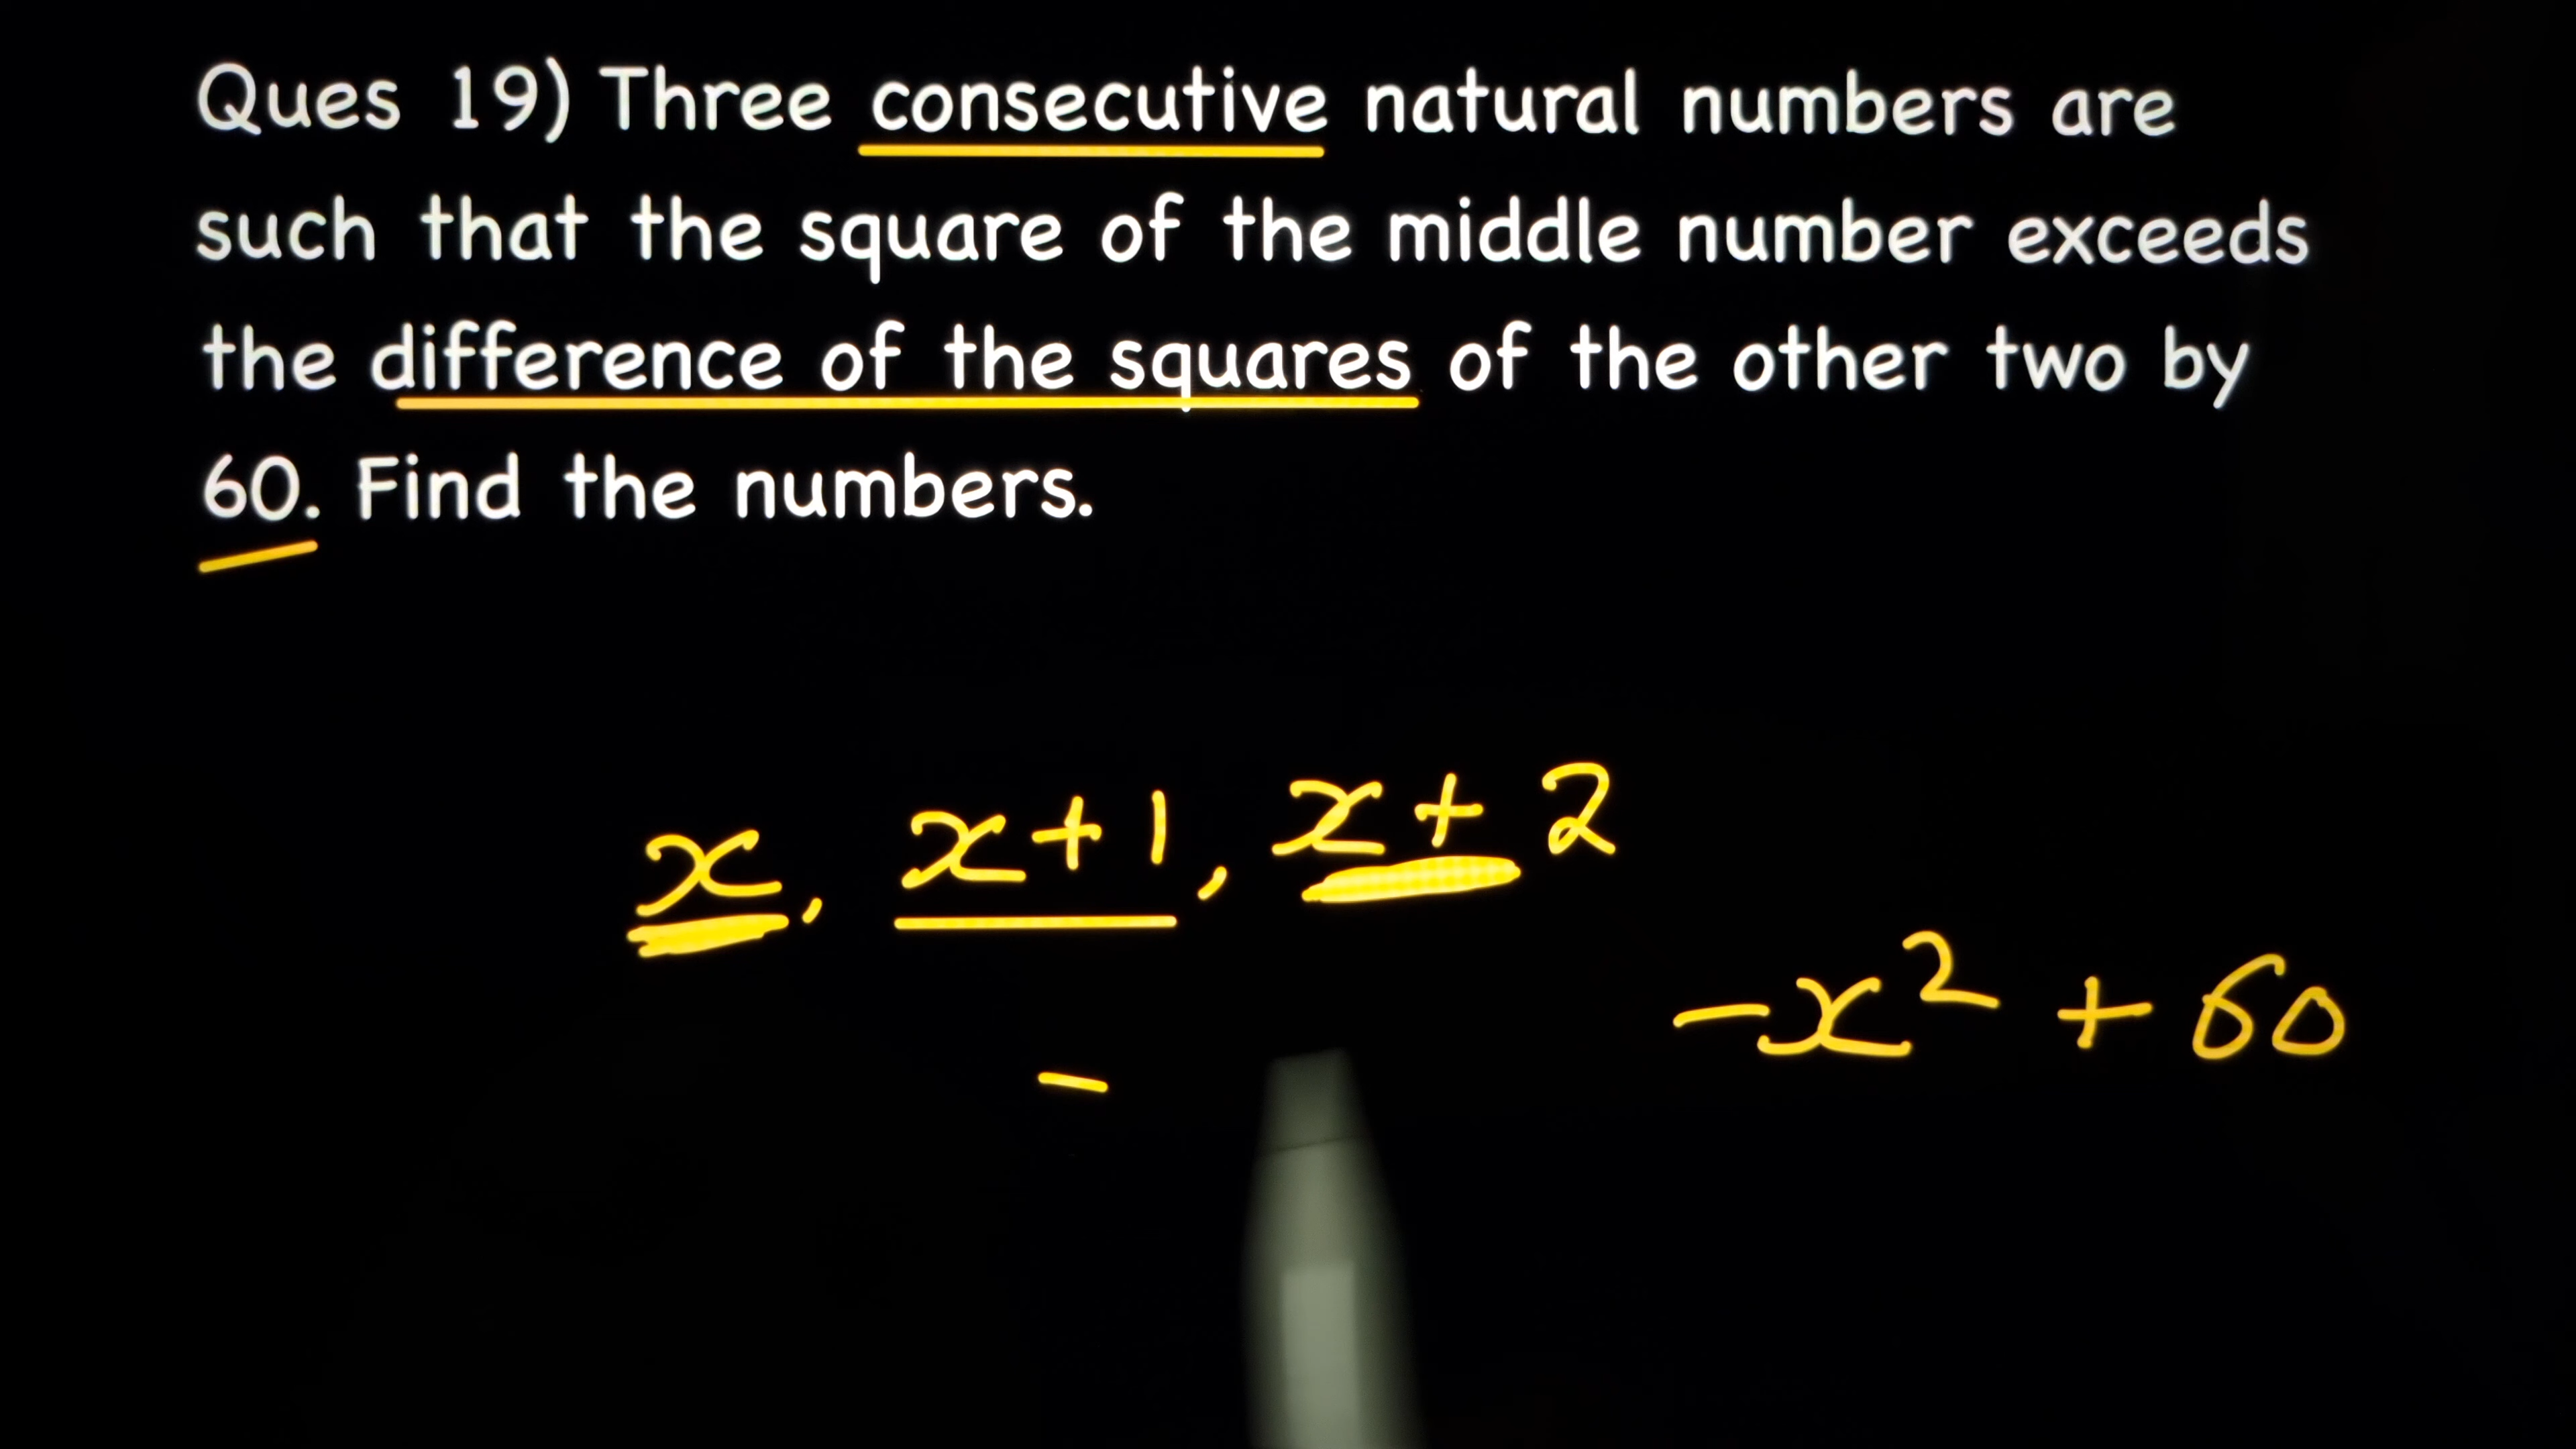 Ques 19) Three consecutive natural numbers are
such that the square of the middle number exceeds
the difference of the squares of the other two by
60. Find the numbers.
x, x+1, x+2
-x² + 60
-